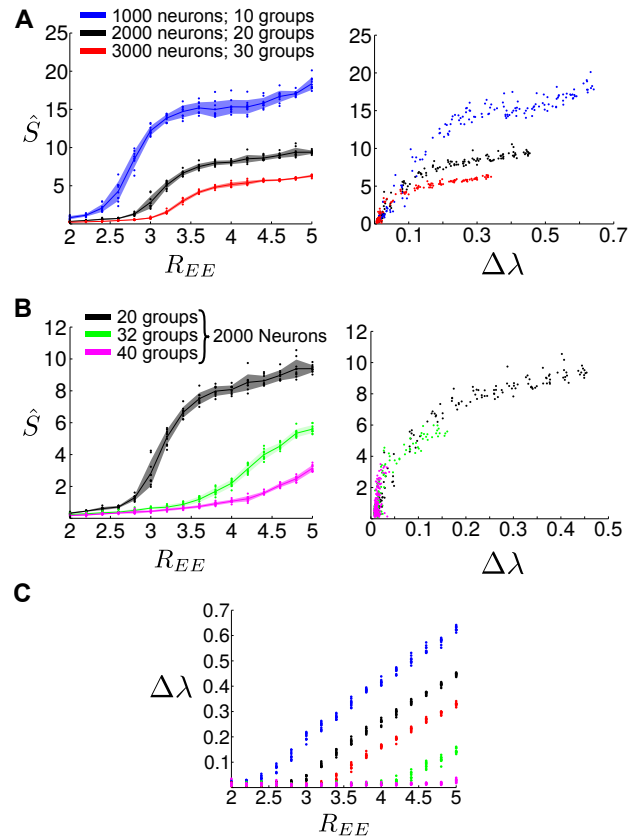 A
1000 neurons; 10 groups
2000 neurons; 20 groups
3000 neurons; 30 groups
25
20
15
10
5
Ŝ
2 2.5 3 3.5 4 4.5 5
R_EE
25
20
15
10
5
0
0.1 0.3 0.5 0.7
Δλ
B
20 groups
32 groups
40 groups
2000 Neurons
12
10
8
6
4
2
Ŝ
2 2.5 3 3.5 4 4.5 5
R_EE
12
10
8
6
4
2
0 0.1 0.2 0.3 0.4 0.5
Δλ
C
0.7
0.6
0.5
0.4
0.3
0.2
0.1
Δλ
2 2.5 3 3.5 4 4.5 5
R_EE